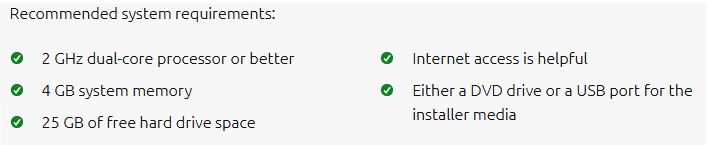 Recommended system requirements:
2 GHz dual-core processor or better
4 GB system memory
25 GB of free hard drive space
Internet access is helpful
Either a DVD drive or a USB port for the
installer media